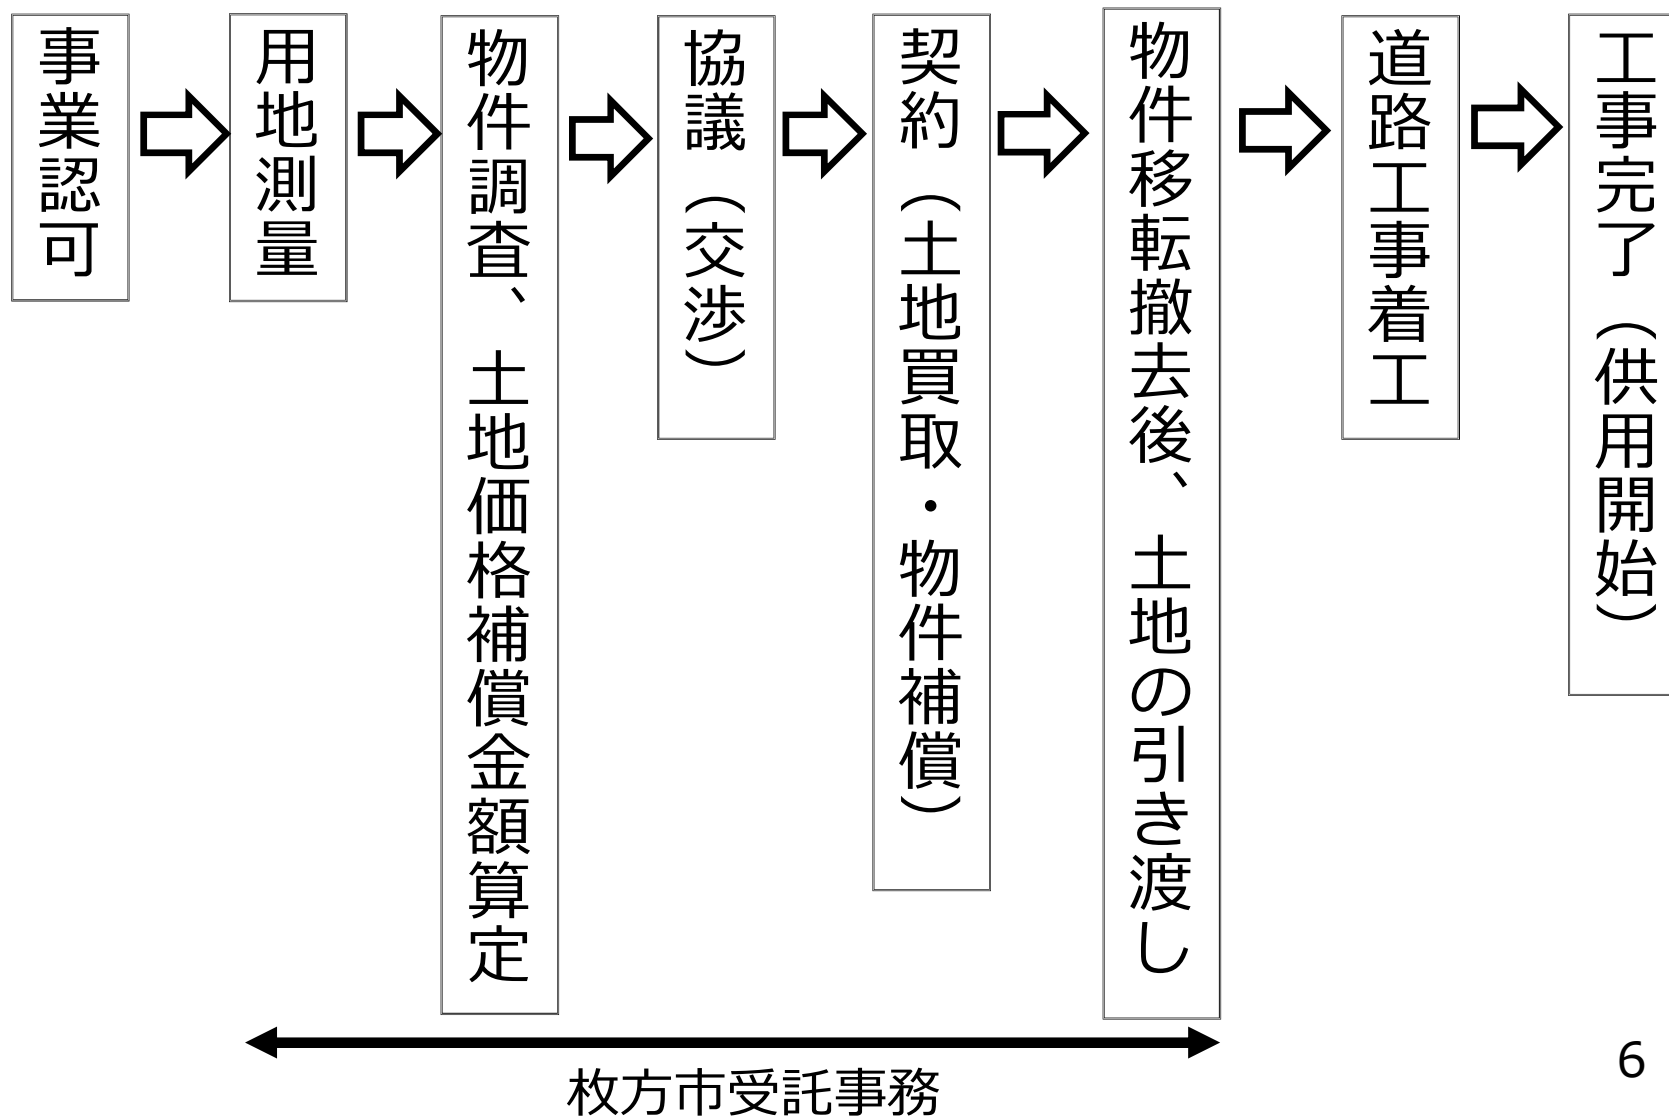 事業認可
用地測量
物件調査、土地価格補償金額算定
協議（交渉）
契約（土地買取・物件補償）
物件移転撤去後、土地の引き渡し
道路工事着工
工事完了（供用開始）
枚方市受託事務
6